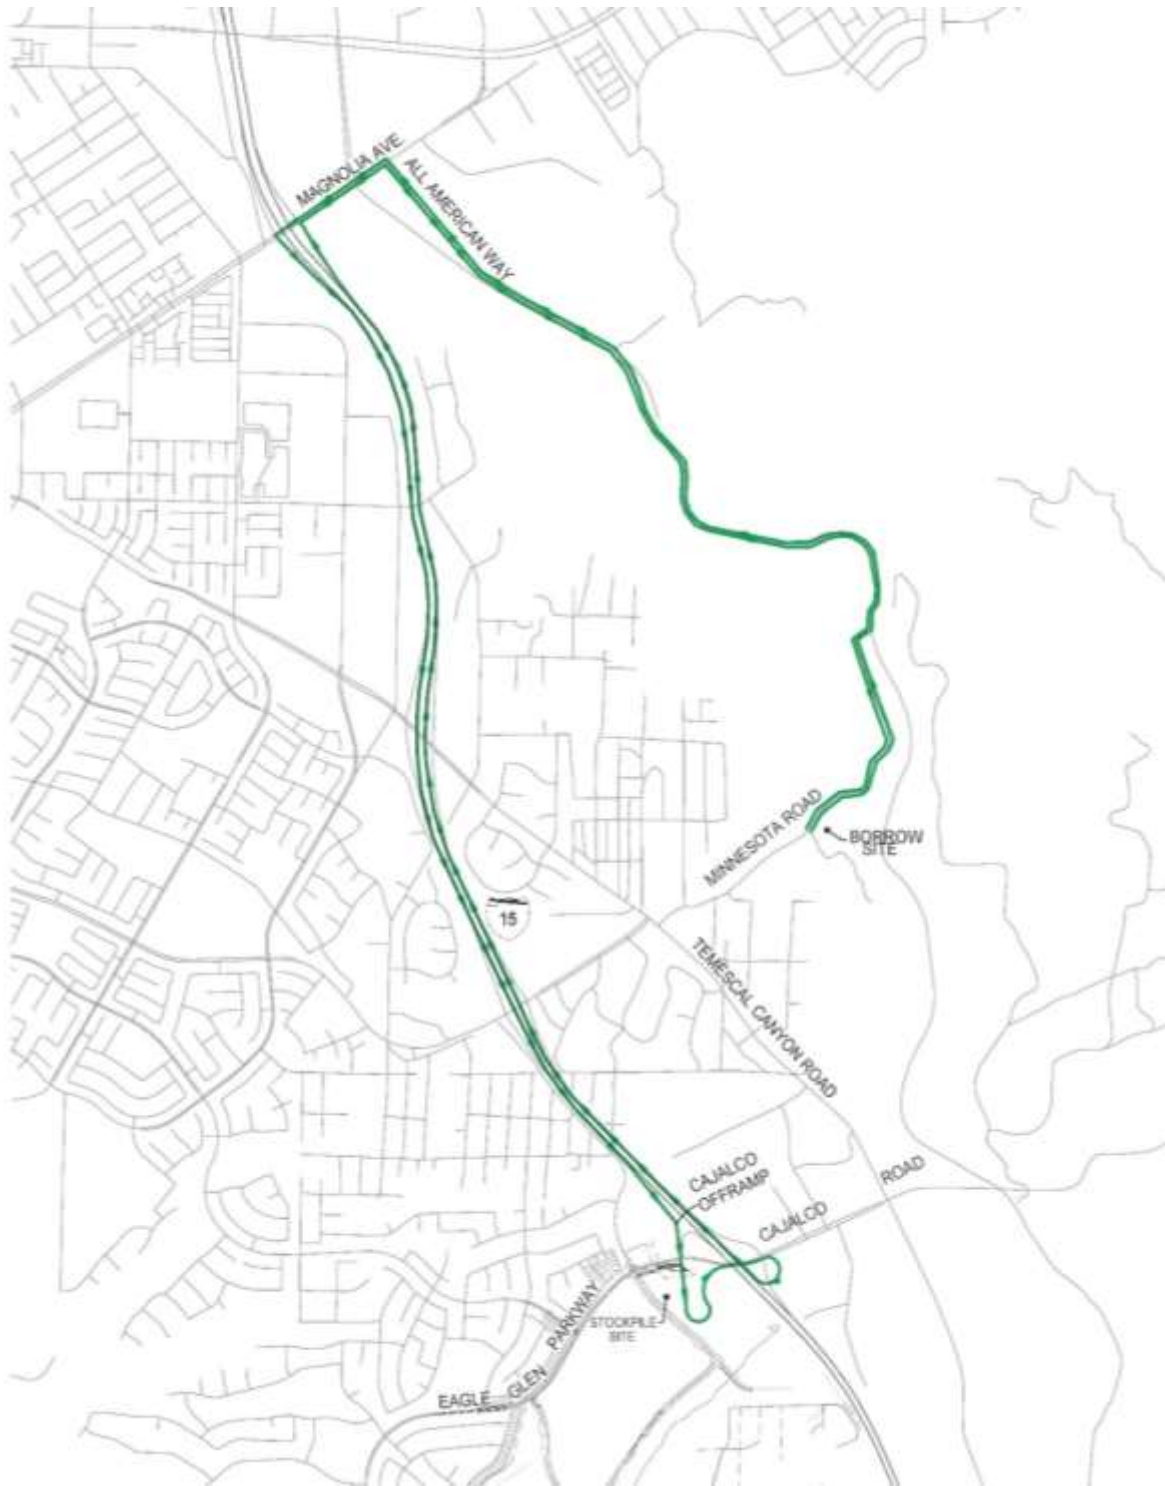 MAGNOLIA AVE
ALL AMERICAN WAY
MINNESOTA ROAD
BORROW
SITE
15
TEMESCAL CANYON ROAD
CAJALCO
OFFRAMP
CAJALCO ROAD
STOCKPILE
SITE
EAGLE GLEN PARKWAY